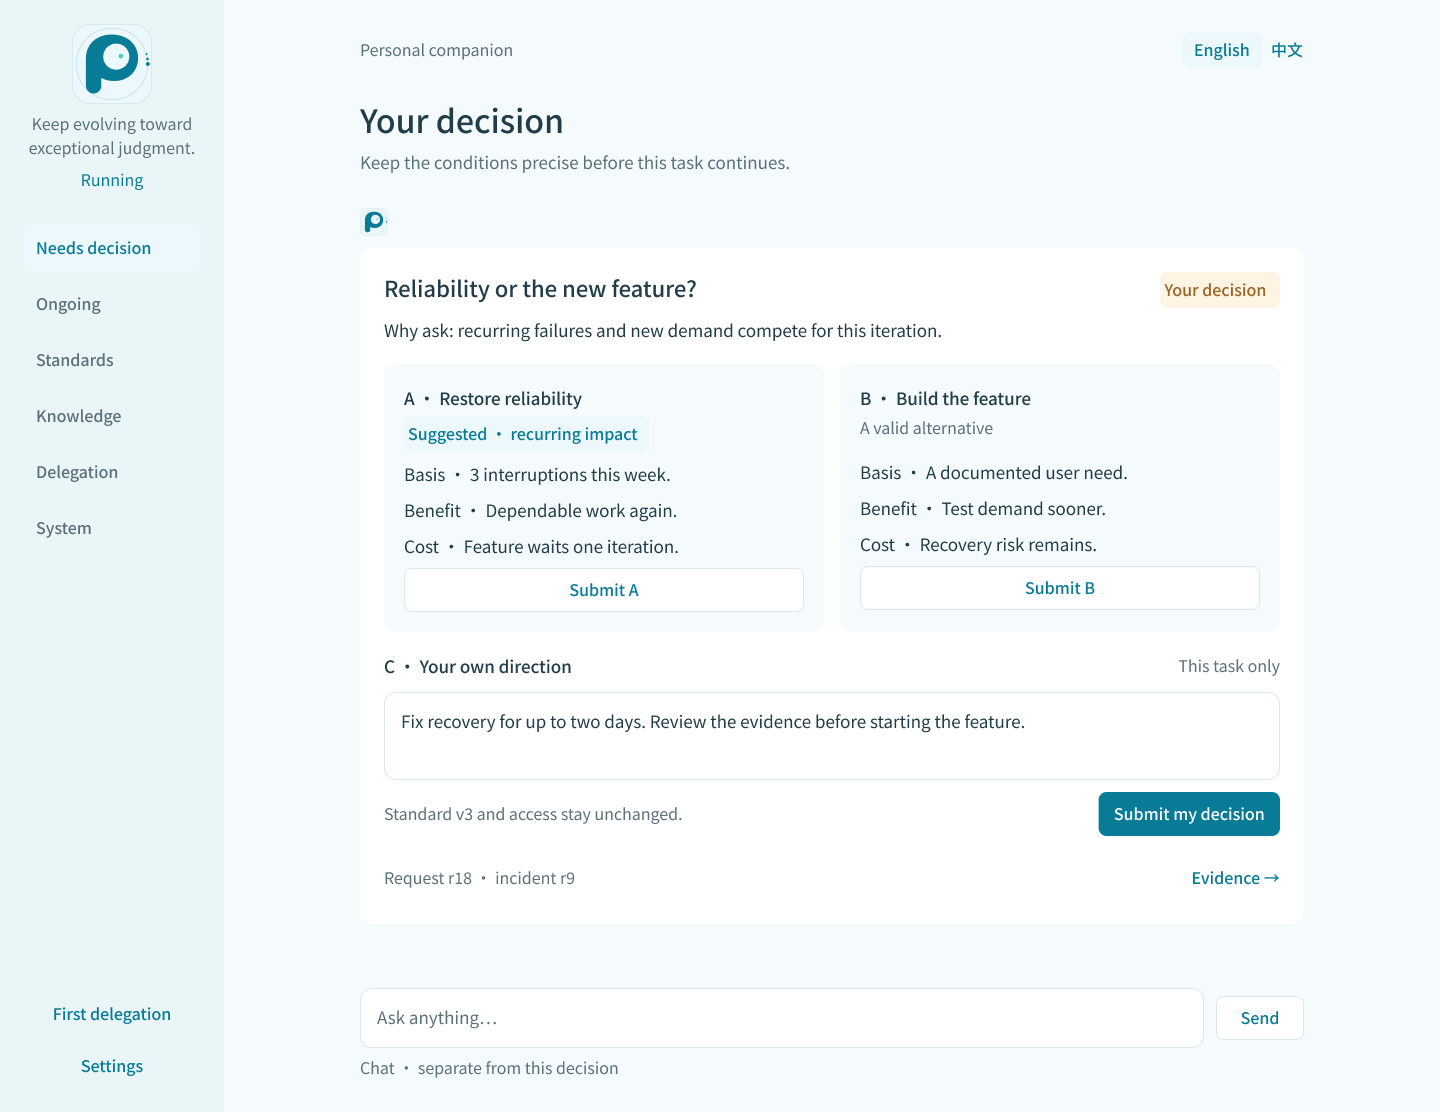 Keep evolving toward
exceptional judgment.
Running
Needs decision
Ongoing
Standards
Knowledge
Delegation
System
First delegation
Settings
Personal companion
English 中文
Your decision
Keep the conditions precise before this task continues.
Reliability or the new feature?
Your decision
Why ask: recurring failures and new demand compete for this iteration.
A • Restore reliability
Suggested • recurring impact
Basis • 3 interruptions this week.
Benefit • Dependable work again.
Cost • Feature waits one iteration.
Submit A
B • Build the feature
A valid alternative
Basis • A documented user need.
Benefit • Test demand sooner.
Cost • Recovery risk remains.
Submit B
C • Your own direction
This task only
Fix recovery for up to two days. Review the evidence before starting the feature.
Standard v3 and access stay unchanged.
Submit my decision
Request r18 • incident r9
Evidence →
Ask anything…
Send
Chat • separate from this decision